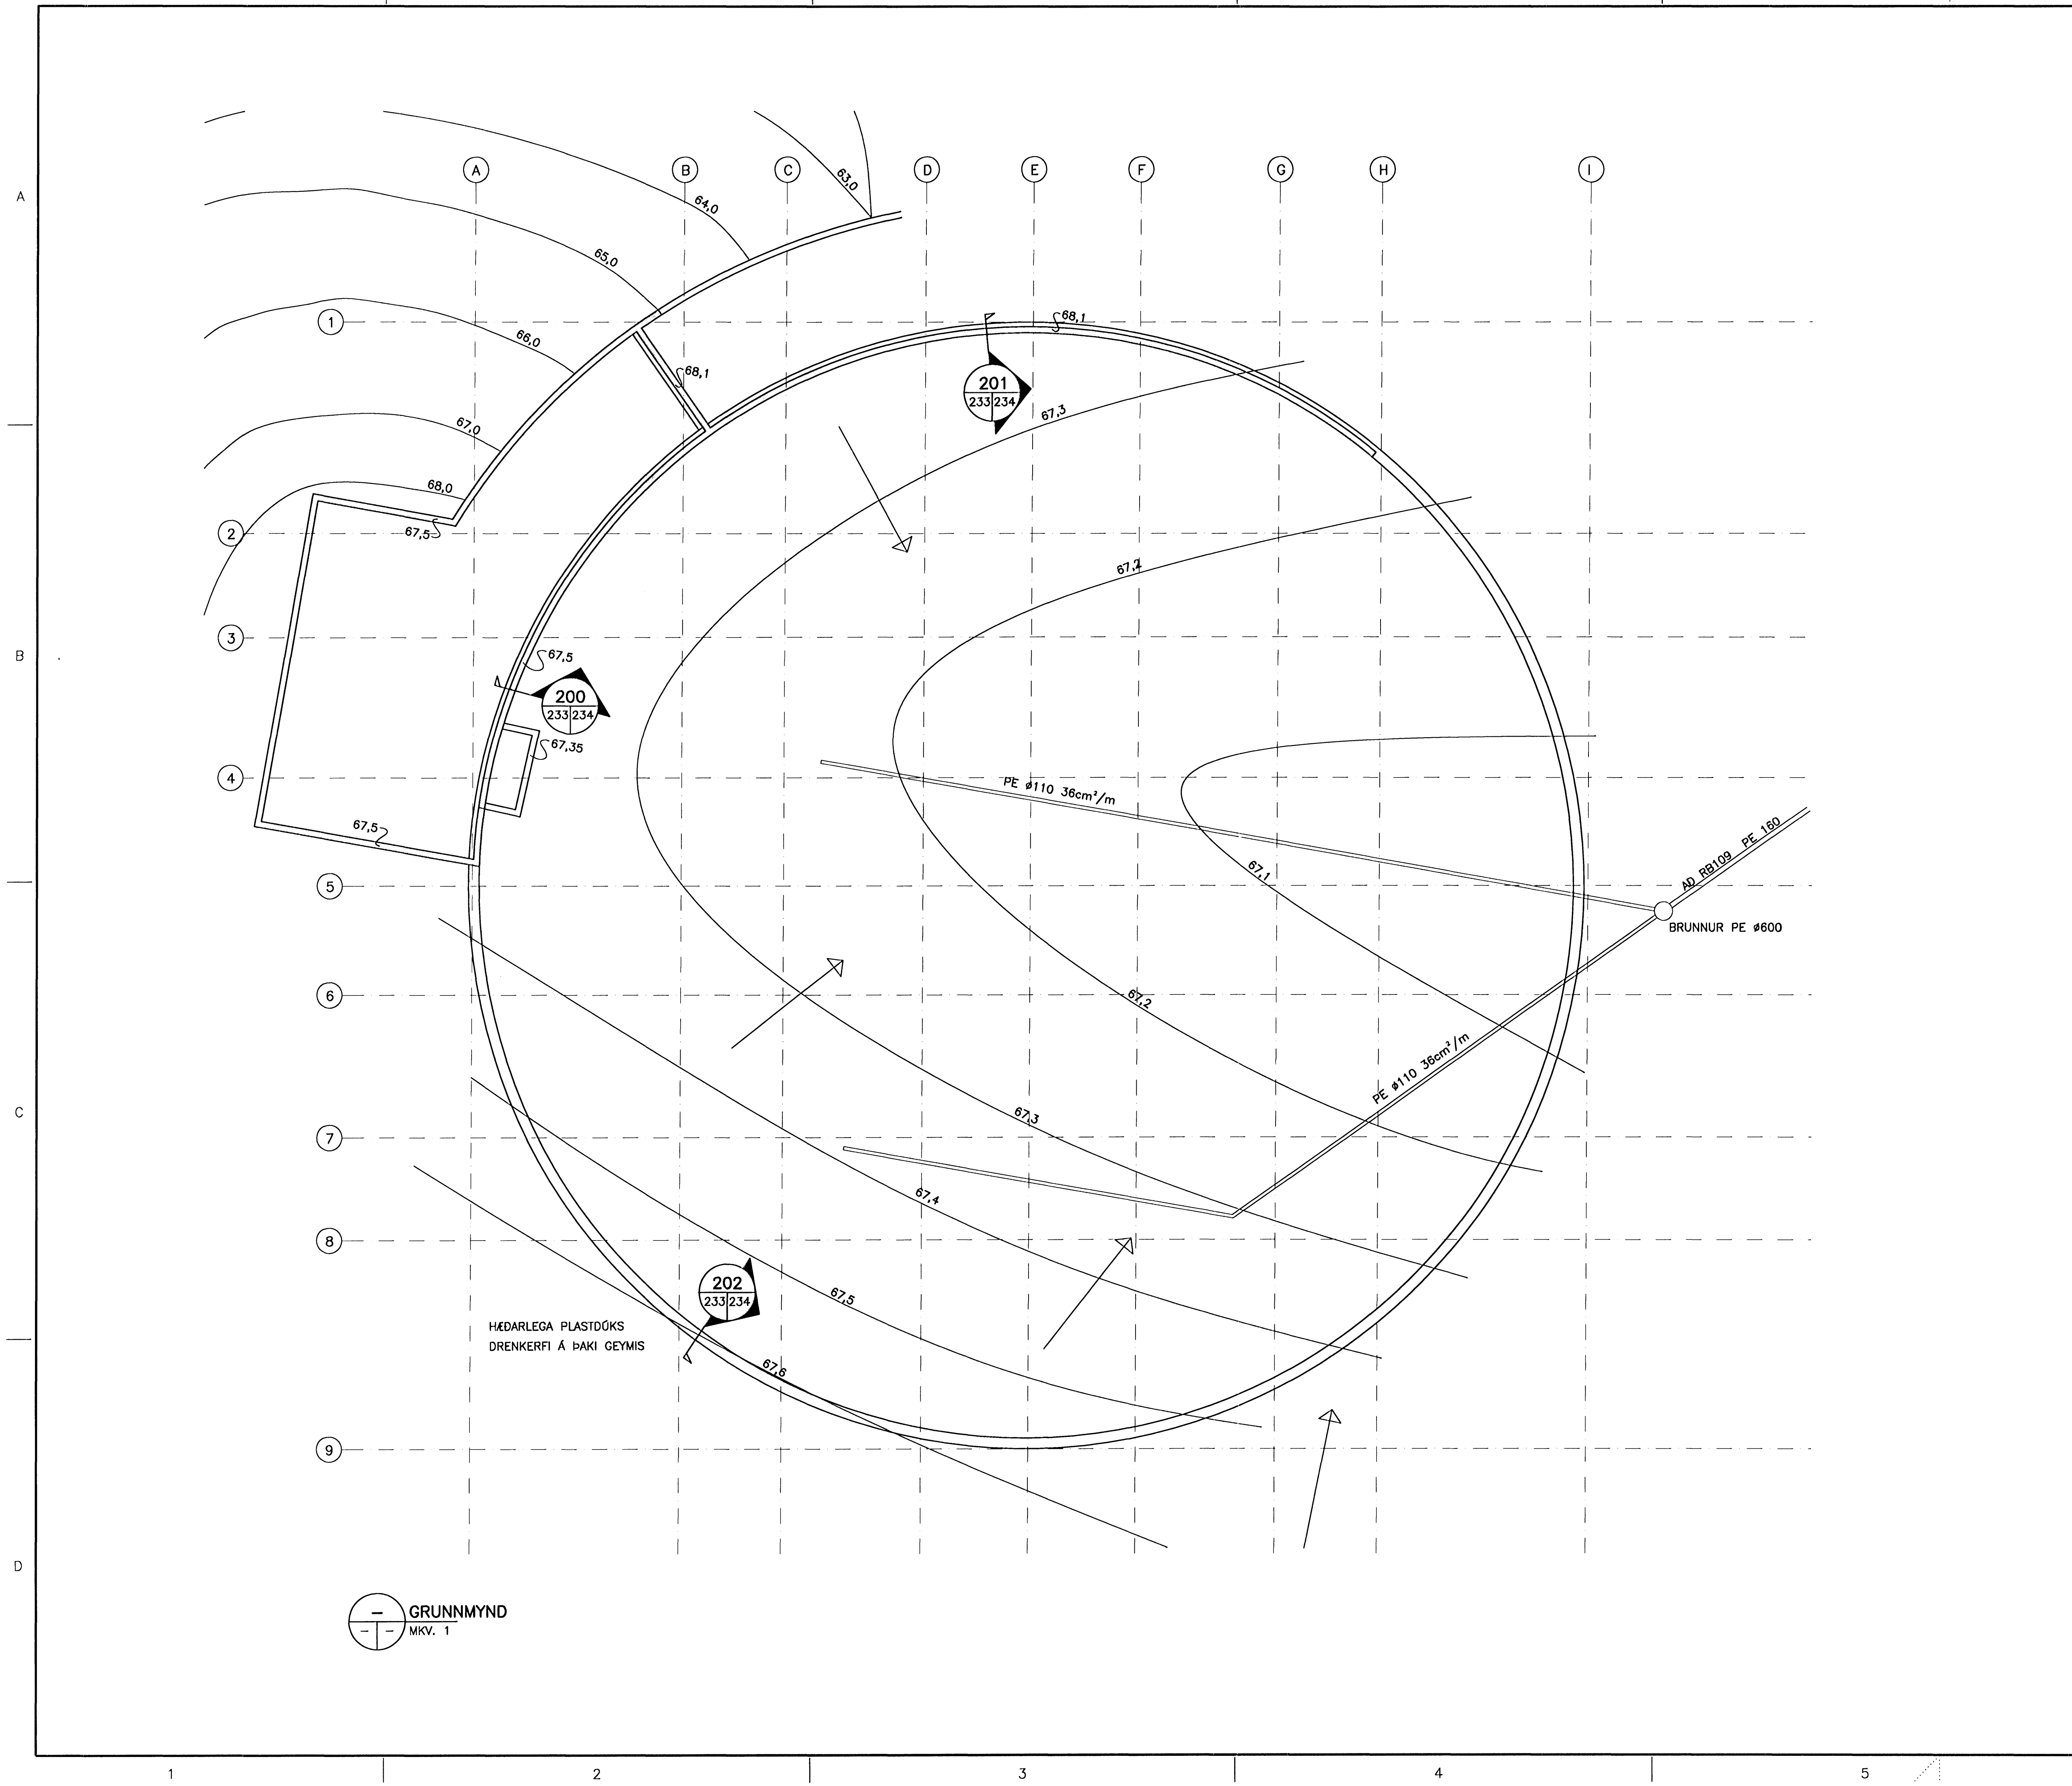 A B C D E F G H I
63,0
64,0
65,0
66,0
67,0
68,0
A
1
68,1
68,1
201
233 234
67,3
67,5
2
67,2
3
B
67,5
200
233 234
67,35
4
PE ø110 36cm²/m
67,5
67,1
AD RB109 PE 160
5
BRUNNUR PE ø600
6
67,2
PE ø110 36cm²/m
C
7
67,3
67,4
8
202
233 234
67,5
HÆDARLEGA PLASTDÚKS
DRENKERFI Á ÞAKI GEYMIS
67,6
9
D
GRUNNMYND
MKV. 1
1 2 3 4 5